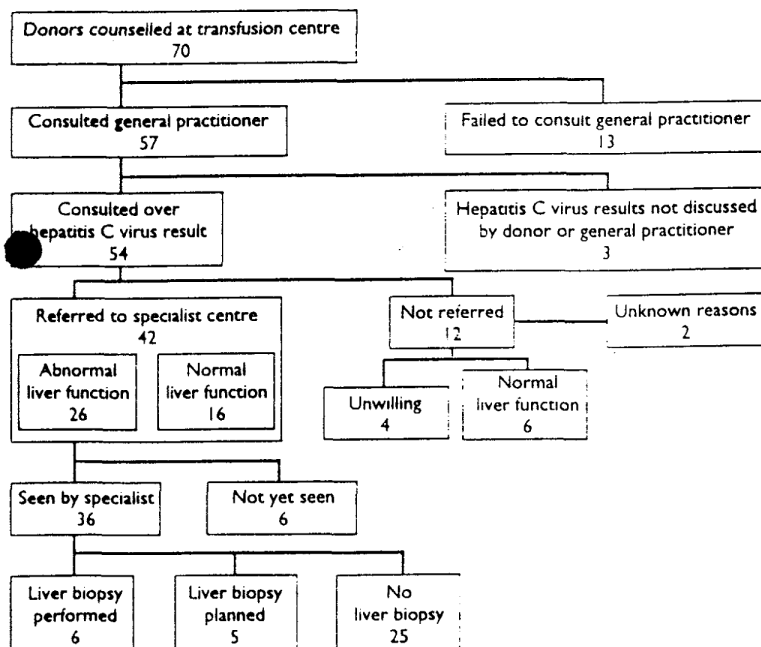 Donors counselled at transfusion centre
70
Consulted general practitioner
57
Failed to consult general practitioner
13
Consulted over
hepatitis C virus result
54
Hepatitis C virus results not discussed
by donor or general practitioner
3
Referred to specialist centre
42
Abnormal
liver function
26
Normal
liver function
16
Not referred
12
Unknown reasons
2
Unwilling
4
Normal
liver function
6
Seen by specialist
36
Not yet seen
6
Liver biopsy
performed
6
Liver biopsy
planned
5
No
liver biopsy
25